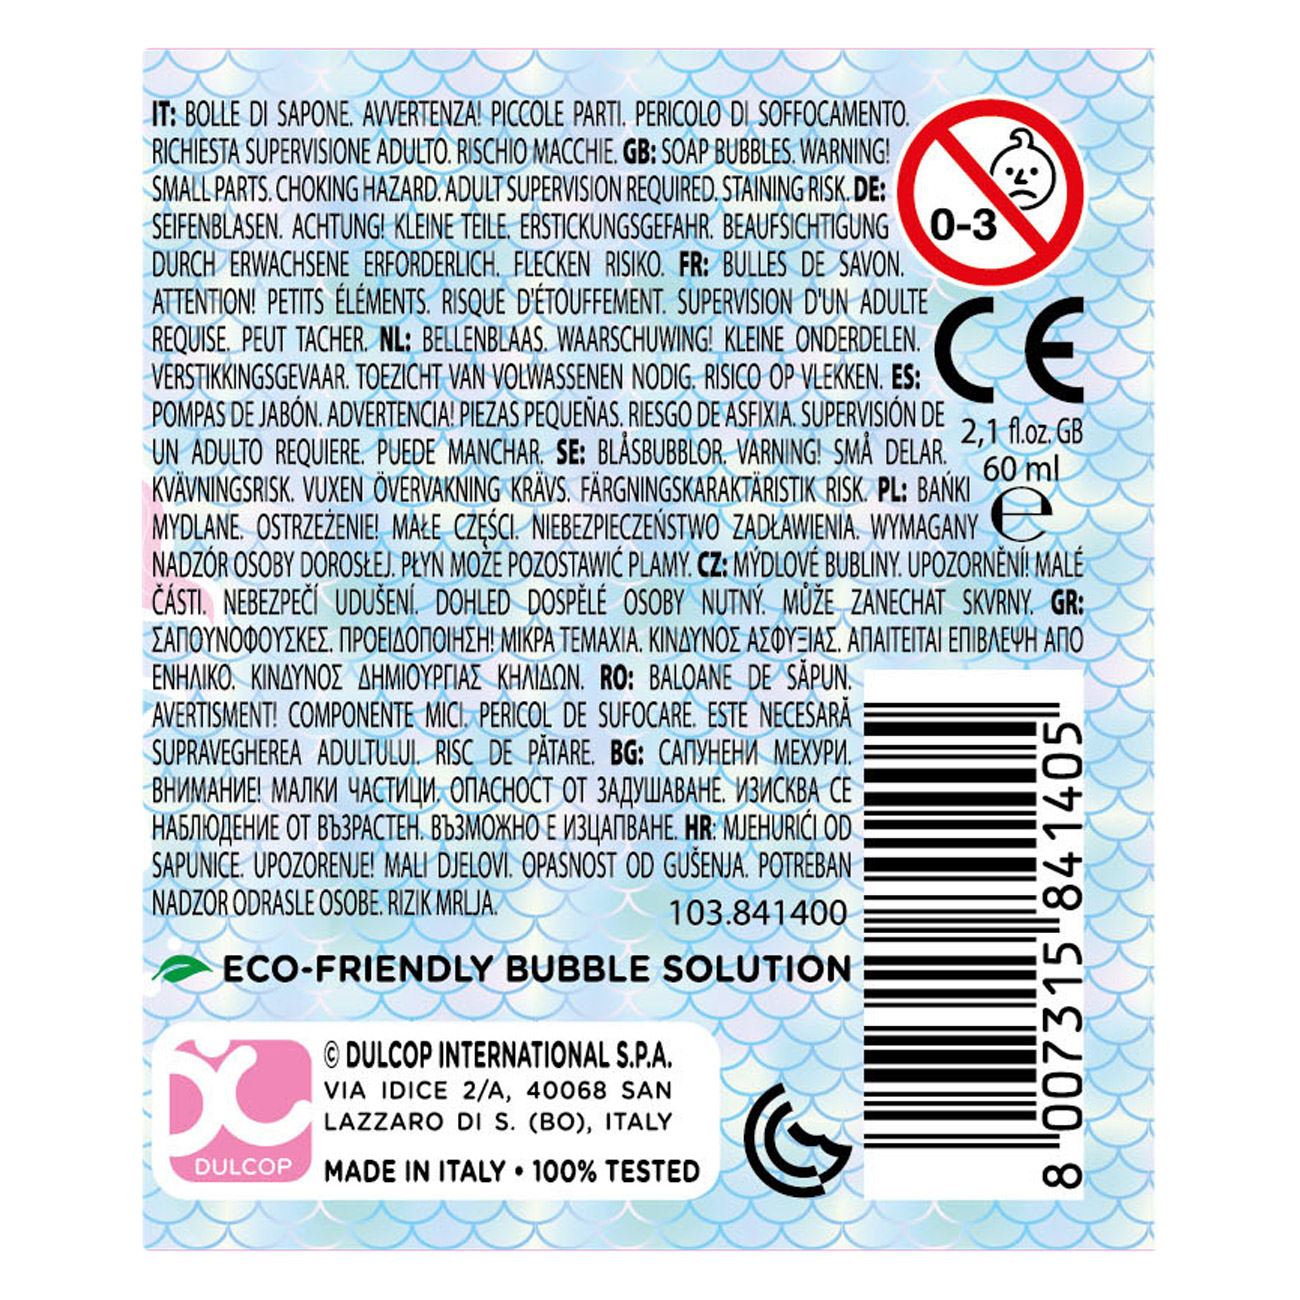 IT: BOLLE DI SAPONE. AVVERTENZA! PICCOLE PARTI. PERICOLO DI SOFFOCAMENTO.
RICHIESTA SUPERVISIONE ADULTO. RISCHIO MACCHIE. GB: SOAP BUBBLES. WARNING!
SMALL PARTS. CHOKING HAZARD. ADULT SUPERVISION REQUIRED. STAINING RISK. DE:
SEIFENBLASEN. ACHTUNG! KLEINE TEILE. ERSTICKUNGSGEFAHR. BEAUFSICHTIGUNG
DURCH ERWACHSENE ERFORDERLICH. FLECKEN RISIKO. FR: BULLES DE SAVON.
ATTENTION! PETITS ÉLÉMENTS. RISQUE D'ÉTOUFFEMENT. SUPERVISION D'UN ADULTE
REQUISE. PEUT TACHER. NL: BELLENBLAAS. WAARSCHUWING! KLEINE ONDERDELEN.
VERSTIKKINGSGEVAAR. TOEZICHT VAN VOLWASSENEN NODIG. RISICO OP VLEKKEN. ES:
POMPAS DE JABÓN. ADVERTENCIA! PIEZAS PEQUEÑAS. RIESGO DE ASFIXIA. SUPERVISIÓN DE
UN ADULTO REQUIERE. PUEDE MANCHAR. SE: BLÅSBUBBLOR. VARNING! SMÅ DELAR.
KVÄVNINGSRISK. VUXEN ÖVERVAKNING KRÄVS. FÄRGNINGSKARAKTÄRISTIK RISK. PL: BAŃKI
MYDLANE. OSTRZEŻENIE! MAŁE CZĘŚCI. NIEBEZPIECZEŃSTWO ZADŁAWIENIA. WYMAGANY
NADZÓR OSOBY DOROSŁEJ. PŁYN MOŻE POZOSTAWIĆ PLAMY. CZ: MÝDLOVÉ BUBLINY. UPOZORNĚNÍ! MALÉ
ČÁSTI. NEBEZPEČÍ UDUŠENÍ. DOHLED DOSPĚLÉ OSOBY NUTNÝ. MŮŽE ZANECHAT SKVRNY. GR:
ΣΑΠΟΥΝΟΦΟΥΣΚΕΣ. ΠΡΟΕΙΔΟΠΟΙΗΣΗ! ΜΙΚΡΑ ΤΕΜΑΧΙΑ. ΚΙΝΔΥΝΟΣ ΑΣΦΥΞΙΑΣ. ΑΠΑΙΤΕΙΤΑΙ ΕΠΙΒΛΕΨΗ ΑΠΟ
ΕΝΗΛΙΚΟ. ΚΙΝΔΥΝΟΣ ΔΗΜΙΟΥΡΓΙΑΣ ΚΗΛΙΔΩΝ. RO: BALOANE DE SĂPUN.
AVERTISMENT! COMPONENTE MICI. PERICOL DE SUFOCARE. ESTE NECESARĂ
SUPRAVEGHEREA ADULTULUI. RISC DE PĂTARE. BG: САПУНЕНИ МЕХУРИ.
ВНИМАНИЕ! МАЛКИ ЧАСТИЦИ. ОПАСНОСТ ОТ ЗАДУШАВАНЕ. ИЗИСКВА СЕ
НАБЛЮДЕНИЕ ОТ ВЪЗРАСТЕН. ВЪЗМОЖНО Е ИЗЦАПВАНЕ. HR: MJEHURIĆI OD
SAPUNICE. UPOZORENJE! MALI DJELOVI. OPASNOST OD GUŠENJA. POTREBAN
NADZOR ODRASLE OSOBE. RIZIK MRLJA.
103.841400
0-3
CE
2,1 fl.oz. GB
60 ml
℮
ECO-FRIENDLY BUBBLE SOLUTION
DULCOP
© DULCOP INTERNATIONAL S.P.A.
VIA IDICE 2/A, 40068 SAN
LAZZARO DI S. (BO), ITALY
MADE IN ITALY • 100% TESTED
8 007315 841405